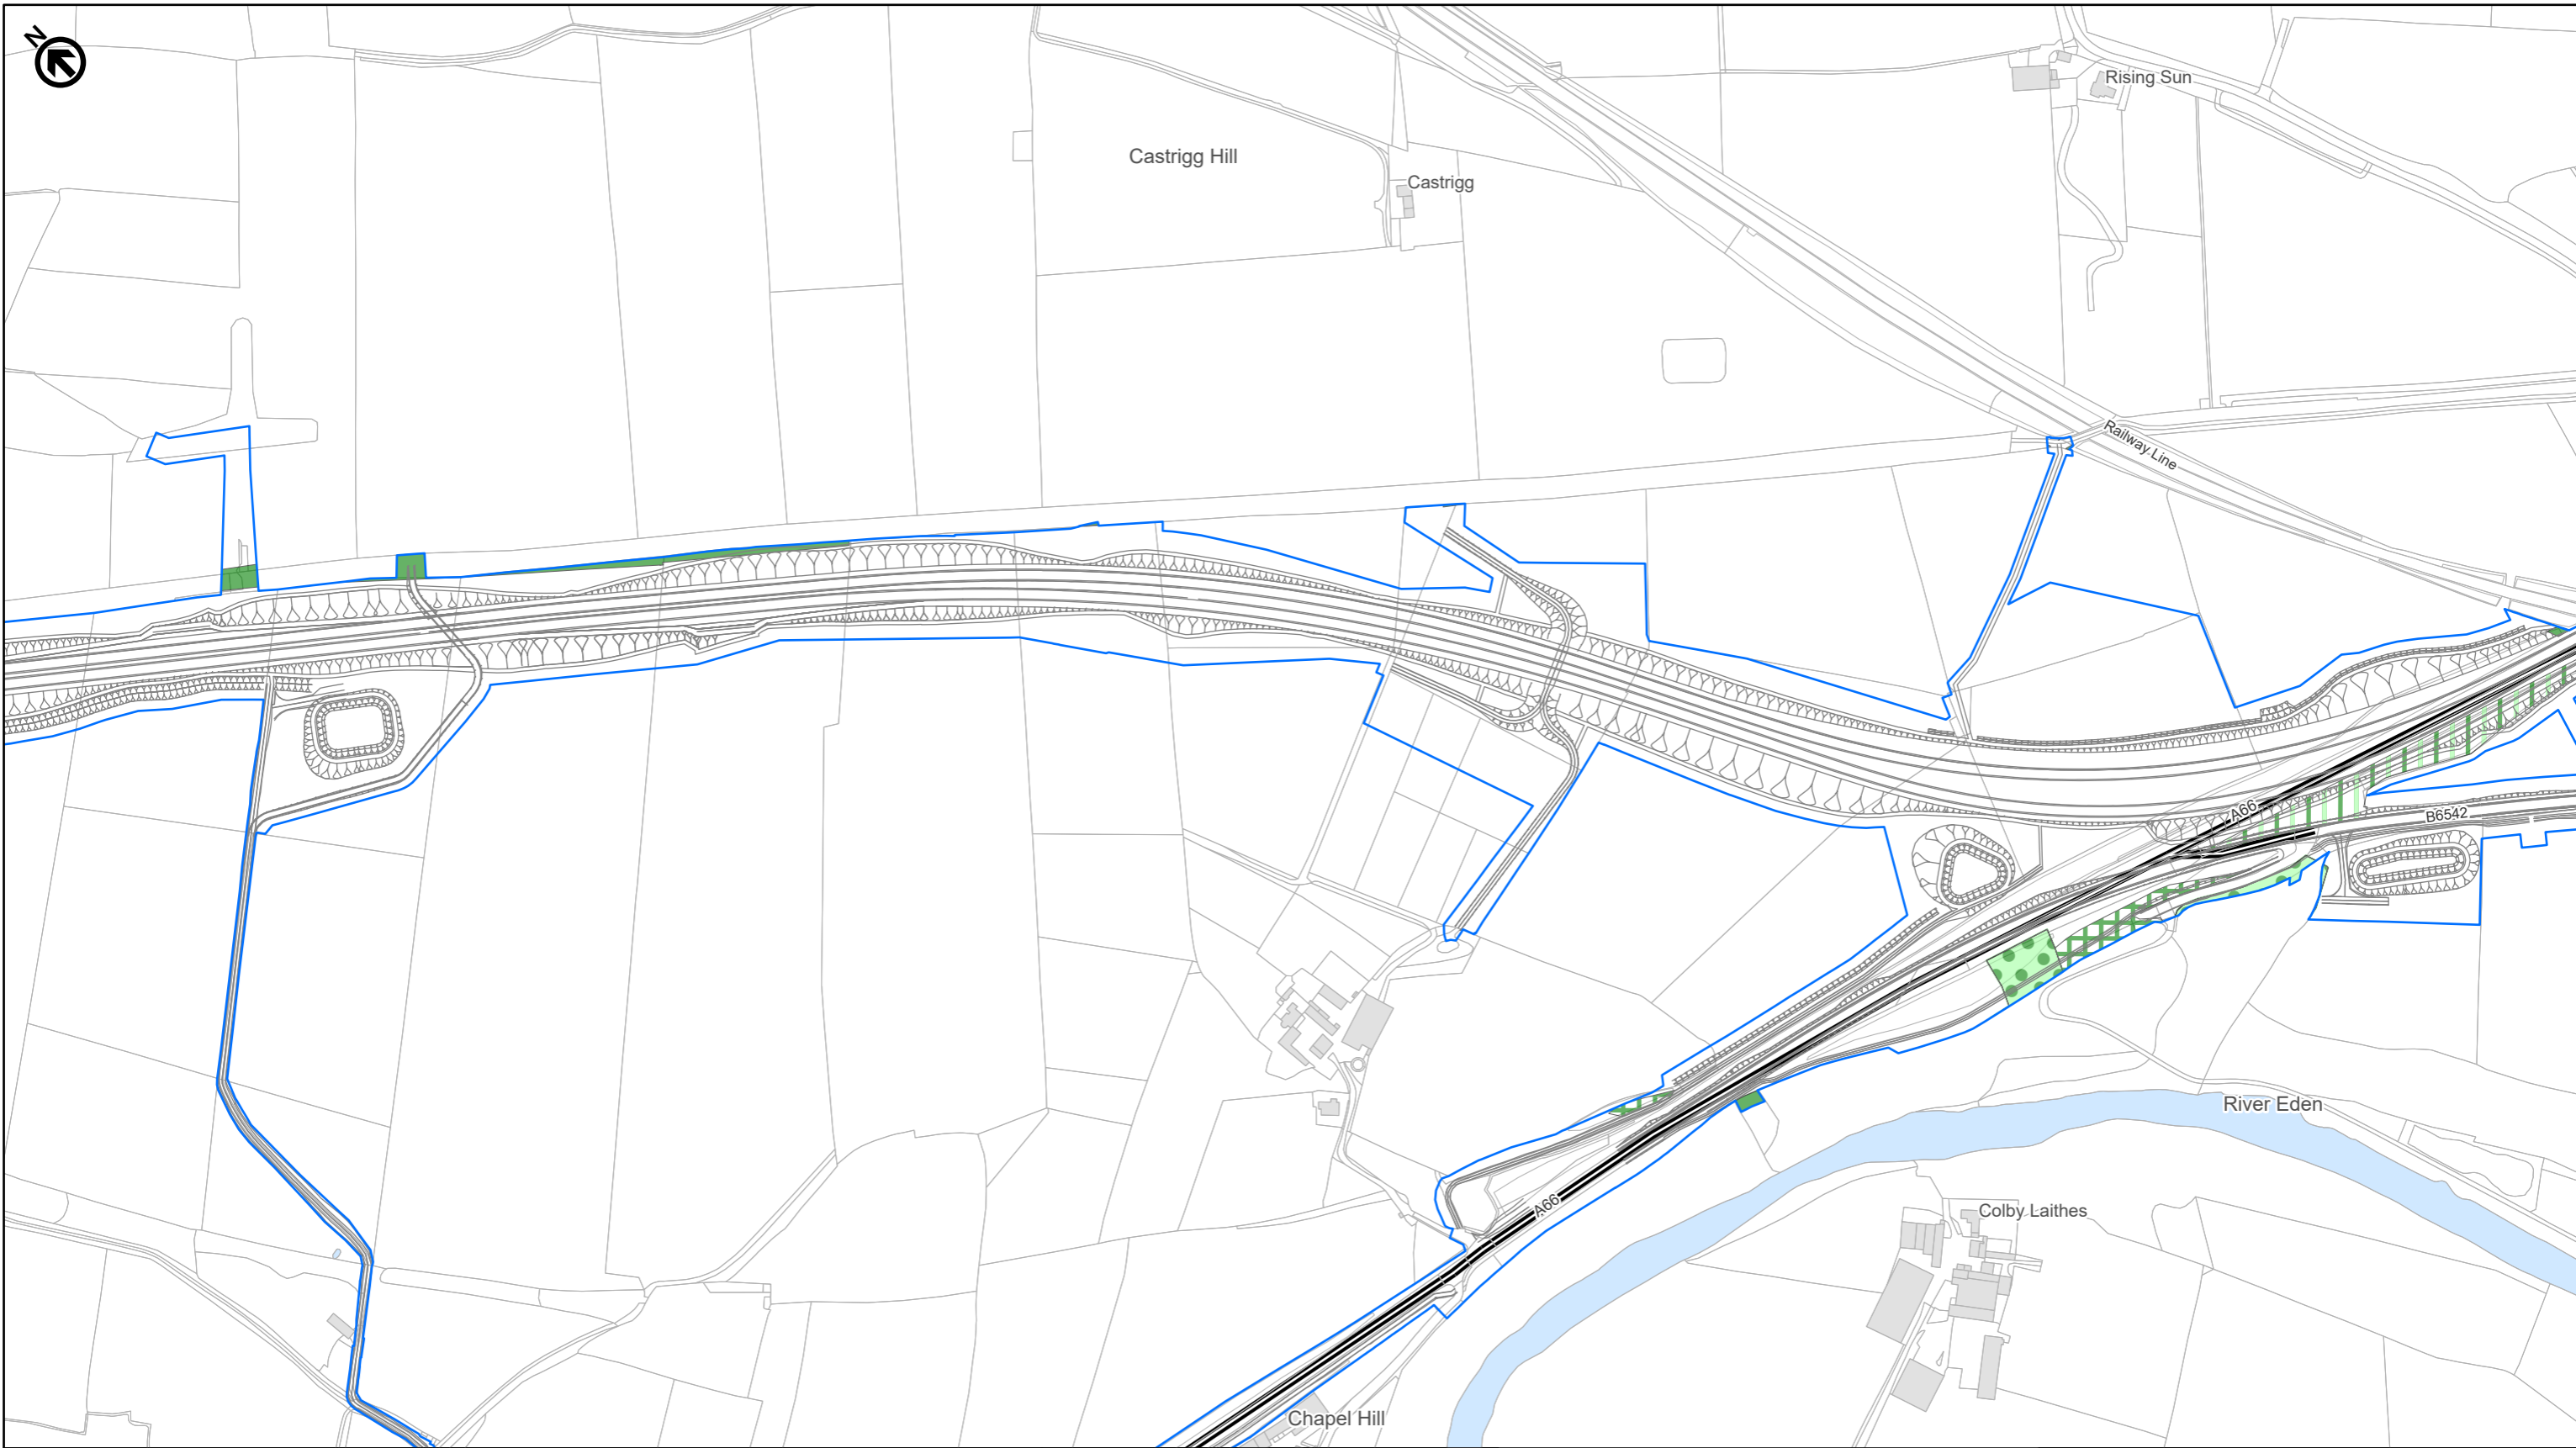 N
Rising Sun
Castrigg Hill
Castrigg
Railway Line
A66
B6542
River Eden
A66
Colby Laithes
Chapel Hill